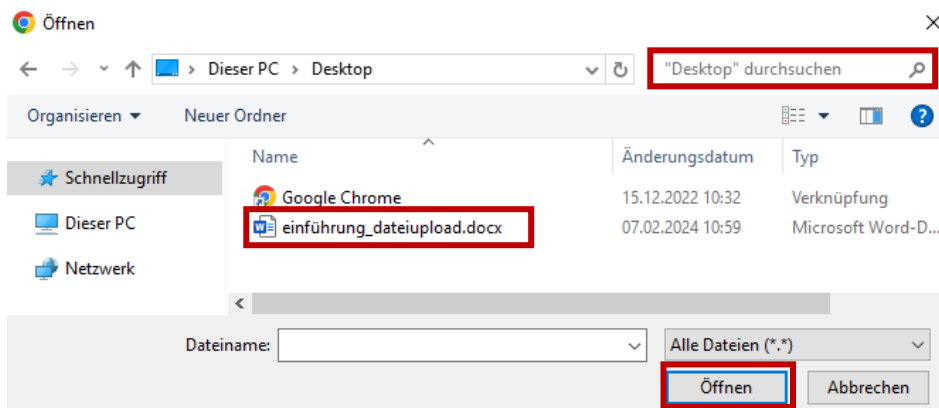 Öffnen
Dieser PC > Desktop
"Desktop" durchsuchen
Organisieren Neuer Ordner
Name Änderungsdatum Typ
Schnellzugriff
Google Chrome 15.12.2022 10:32 Verknüpfung
Dieser PC
einführung_dateiupload.docx 07.02.2024 10:59 Microsoft Word-D...
Netzwerk
Dateiname: Alle Dateien (*.*)
Öffnen Abbrechen